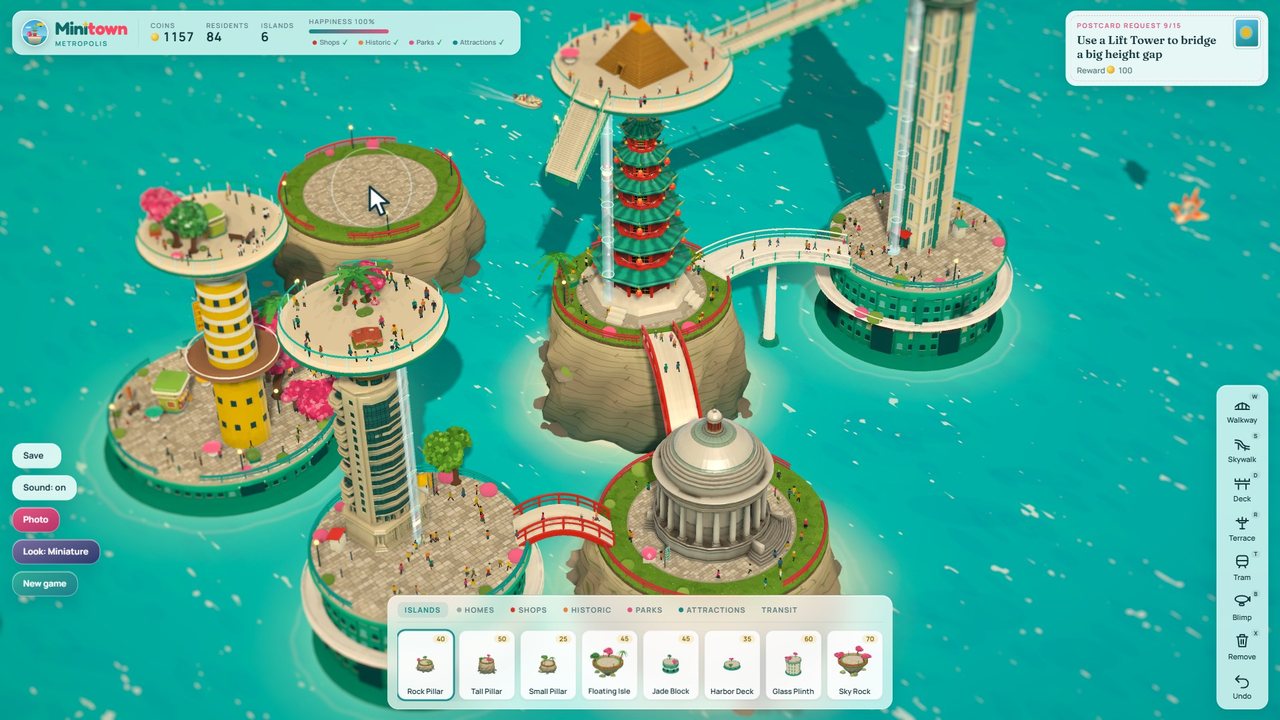 Minitown
METROPOLIS
COINS
1157
RESIDENTS
84
ISLANDS
6
HAPPINESS 100%
Shops ✓ Historic ✓ Parks ✓ Attractions ✓
POSTCARD REQUEST 9/15
Use a Lift Tower to bridge
a big height gap
Reward 100
Save
Sound: on
Photo
Look: Miniature
New game
W
Walkway
S
Skywalk
D
Deck
R
Terrace
T
Tram
B
Blimp
X
Remove
Undo
ISLANDS HOMES SHOPS HISTORIC PARKS ATTRACTIONS TRANSIT
40 50 25 45 45 35 60 70
Rock Pillar Tall Pillar Small Pillar Floating Isle Jade Block Harbor Deck Glass Plinth Sky Rock